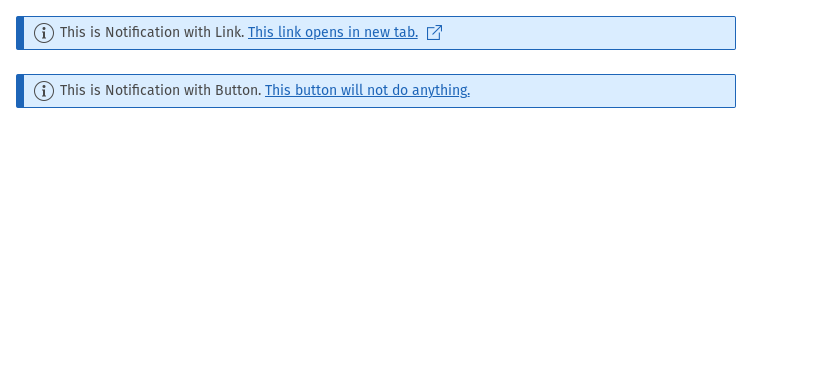 This is Notification with Link. This link opens in new tab.
This is Notification with Button. This button will not do anything.